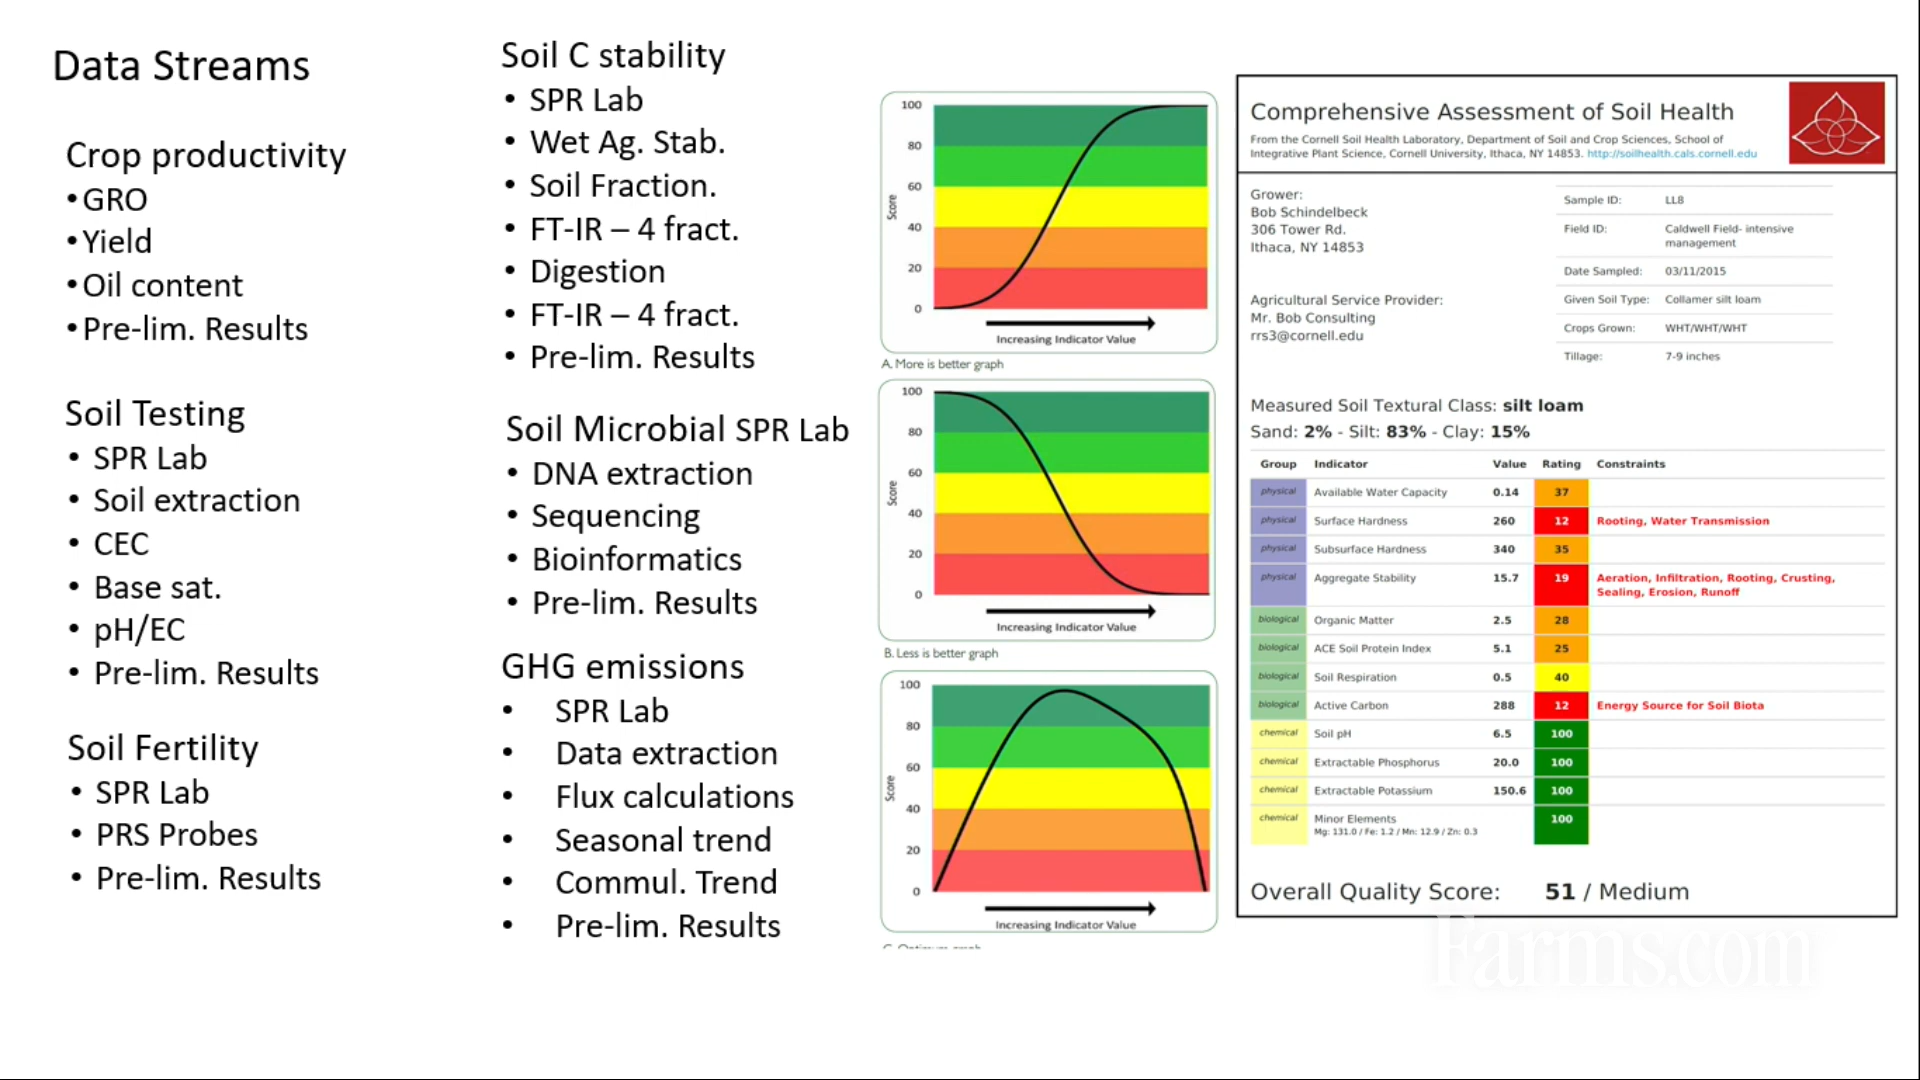 Data Streams
Crop productivity
•GRO
•Yield
•Oil content
•Pre-lim. Results
Soil Testing
• SPR Lab
• Soil extraction
• CEC
• Base sat.
• pH/EC
• Pre-lim. Results
Soil Fertility
• SPR Lab
• PRS Probes
• Pre-lim. Results
Soil C stability
• SPR Lab
• Wet Ag. Stab.
• Soil Fraction.
• FT-IR – 4 fract.
• Digestion
• FT-IR – 4 fract.
• Pre-lim. Results
Soil Microbial SPR Lab
• DNA extraction
• Sequencing
• Bioinformatics
• Pre-lim. Results
GHG emissions
• SPR Lab
• Data extraction
• Flux calculations
• Seasonal trend
• Commul. Trend
• Pre-lim. Results
100
80
60
40
20
0
Score
Increasing Indicator Value
A. More is better graph
100
80
60
40
20
0
Score
Increasing Indicator Value
B. Less is better graph
100
80
60
40
20
0
Score
Increasing Indicator Value
Comprehensive Assessment of Soil Health
From the Cornell Soil Health Laboratory, Department of Soil and Crop Sciences, School of
Integrative Plant Science, Cornell University, Ithaca, NY 14853. http://soilhealth.cals.cornell.edu
Grower:
Bob Schindelbeck
306 Tower Rd.
Ithaca, NY 14853
Agricultural Service Provider:
Mr. Bob Consulting
rrs3@cornell.edu
Sample ID: LL8
Field ID: Caldwell Field- intensive
management
Date Sampled: 03/11/2015
Given Soil Type: Collamer silt loam
Crops Grown: WHT/WHT/WHT
Tillage: 7-9 inches
Measured Soil Textural Class: silt loam
Sand: 2% - Silt: 83% - Clay: 15%
Group Indicator Value Rating Constraints
physical Available Water Capacity 0.14 37
physical Surface Hardness 260 12 Rooting, Water Transmission
physical Subsurface Hardness 340 35
physical Aggregate Stability 15.7 19 Aeration, Infiltration, Rooting, Crusting,
Sealing, Erosion, Runoff
biological Organic Matter 2.5 28
biological ACE Soil Protein Index 5.1 25
biological Soil Respiration 0.5 40
biological Active Carbon 288 12 Energy Source for Soil Biota
chemical Soil pH 6.5 100
chemical Extractable Phosphorus 20.0 100
chemical Extractable Potassium 150.6 100
chemical Minor Elements 100
Mg: 131.0 / Fe: 1.2 / Mn: 12.9 / Zn: 0.3
Overall Quality Score: 51 / Medium
Farms.com